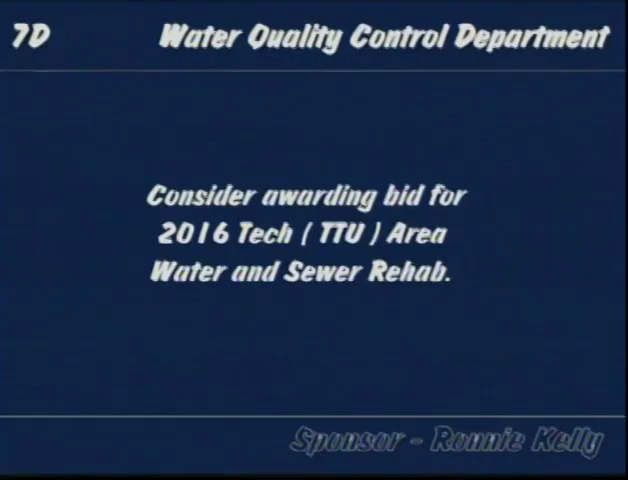 7D Water Quality Control Department
Consider awarding bid for
2016 Tech ( TTU ) Area
Water and Sewer Rehab.
Sponsor - Ronnie Kelly